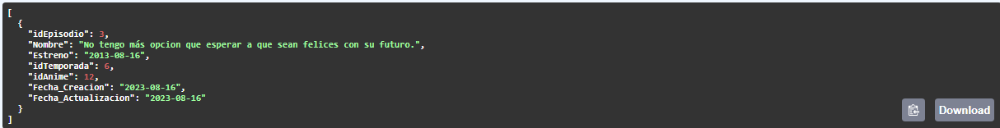 [
  {
    "idEpisodio": 3,
    "Nombre": "No tengo más opcion que esperar a que sean felices con su futuro.",
    "Estreno": "2013-08-16",
    "idTemporada": 6,
    "idAnime": 12,
    "Fecha_Creacion": "2023-08-16",
    "Fecha_Actualizacion": "2023-08-16"
  }
]
Download